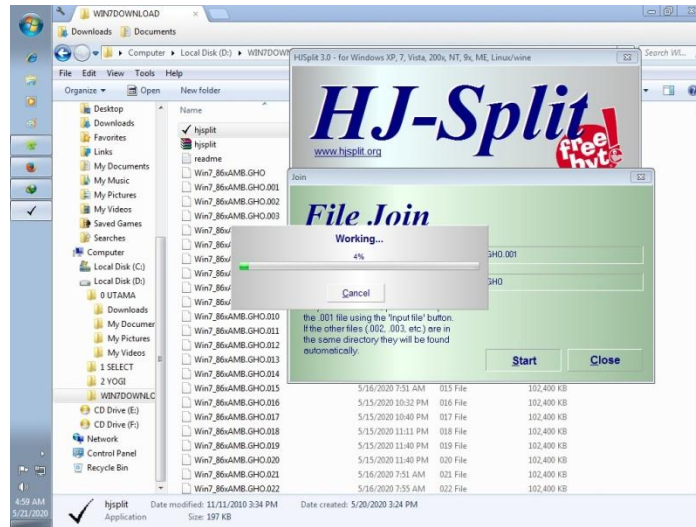 WIN7DOWNLOAD
Downloads Documents
Computer Local Disk (D:) WIN7DOW
Search Wi...
File Edit View Tools Help
Organize Open New folder
Desktop
Downloads
Favorites
Links
My Documents
My Music
My Pictures
My Videos
Saved Games
Searches
Computer
Local Disk (C:)
Local Disk (D:)
0 UTAMA
Downloads
My Documer
My Pictures
My Videos
1 SELECT
2 YOGI
WIN7DOWNLC
CD Drive (E:)
CD Drive (F:)
Network
Control Panel
Recycle Bin
Name
hjsplit
hjsplit
readme
Win7_86xAMB.GHO
Win7_86xAMB.GHO.001
Win7_86xAMB.GHO.002
Win7_86xAMB.GHO.003
Win7_86x
Win7_86x
Win7_86x
Win7_86x
Win7_86x
Win7_86x
Win7_86xAMB.GHO.010
Win7_86xAMB.GHO.011
Win7_86xAMB.GHO.012
Win7_86xAMB.GHO.013
Win7_86xAMB.GHO.014
Win7_86xAMB.GHO.015 5/16/2020 7:51 AM 015 File 102,400 KB
Win7_86xAMB.GHO.016 5/15/2020 10:32 PM 016 File 102,400 KB
Win7_86xAMB.GHO.017 5/15/2020 10:40 PM 017 File 102,400 KB
Win7_86xAMB.GHO.018 5/15/2020 11:11 PM 018 File 102,400 KB
Win7_86xAMB.GHO.019 5/15/2020 11:40 PM 019 File 102,400 KB
Win7_86xAMB.GHO.020 5/15/2020 11:40 PM 020 File 102,400 KB
Win7_86xAMB.GHO.021 5/16/2020 7:51 AM 021 File 102,400 KB
Win7_86xAMB.GHO.022 5/16/2020 7:55 AM 022 File 102,400 KB
HJSplit 3.0 - for Windows XP, 7, Vista, 200x, NT, 9x, ME, Linux/wine
HJ-Split
www.hjsplit.org
free!
byte
Join
File Join
GHO.001
GHO
Working...
4%
Cancel
the .001 file using the 'Input file' button.
If the other files (.002, .003, etc.) are in
the same directory they will be found
automatically.
Start Close
hjsplit Date modified: 11/11/2010 3:34 PM Date created: 5/20/2020 3:24 PM
Application Size: 197 KB
4:59 AM
5/21/2020